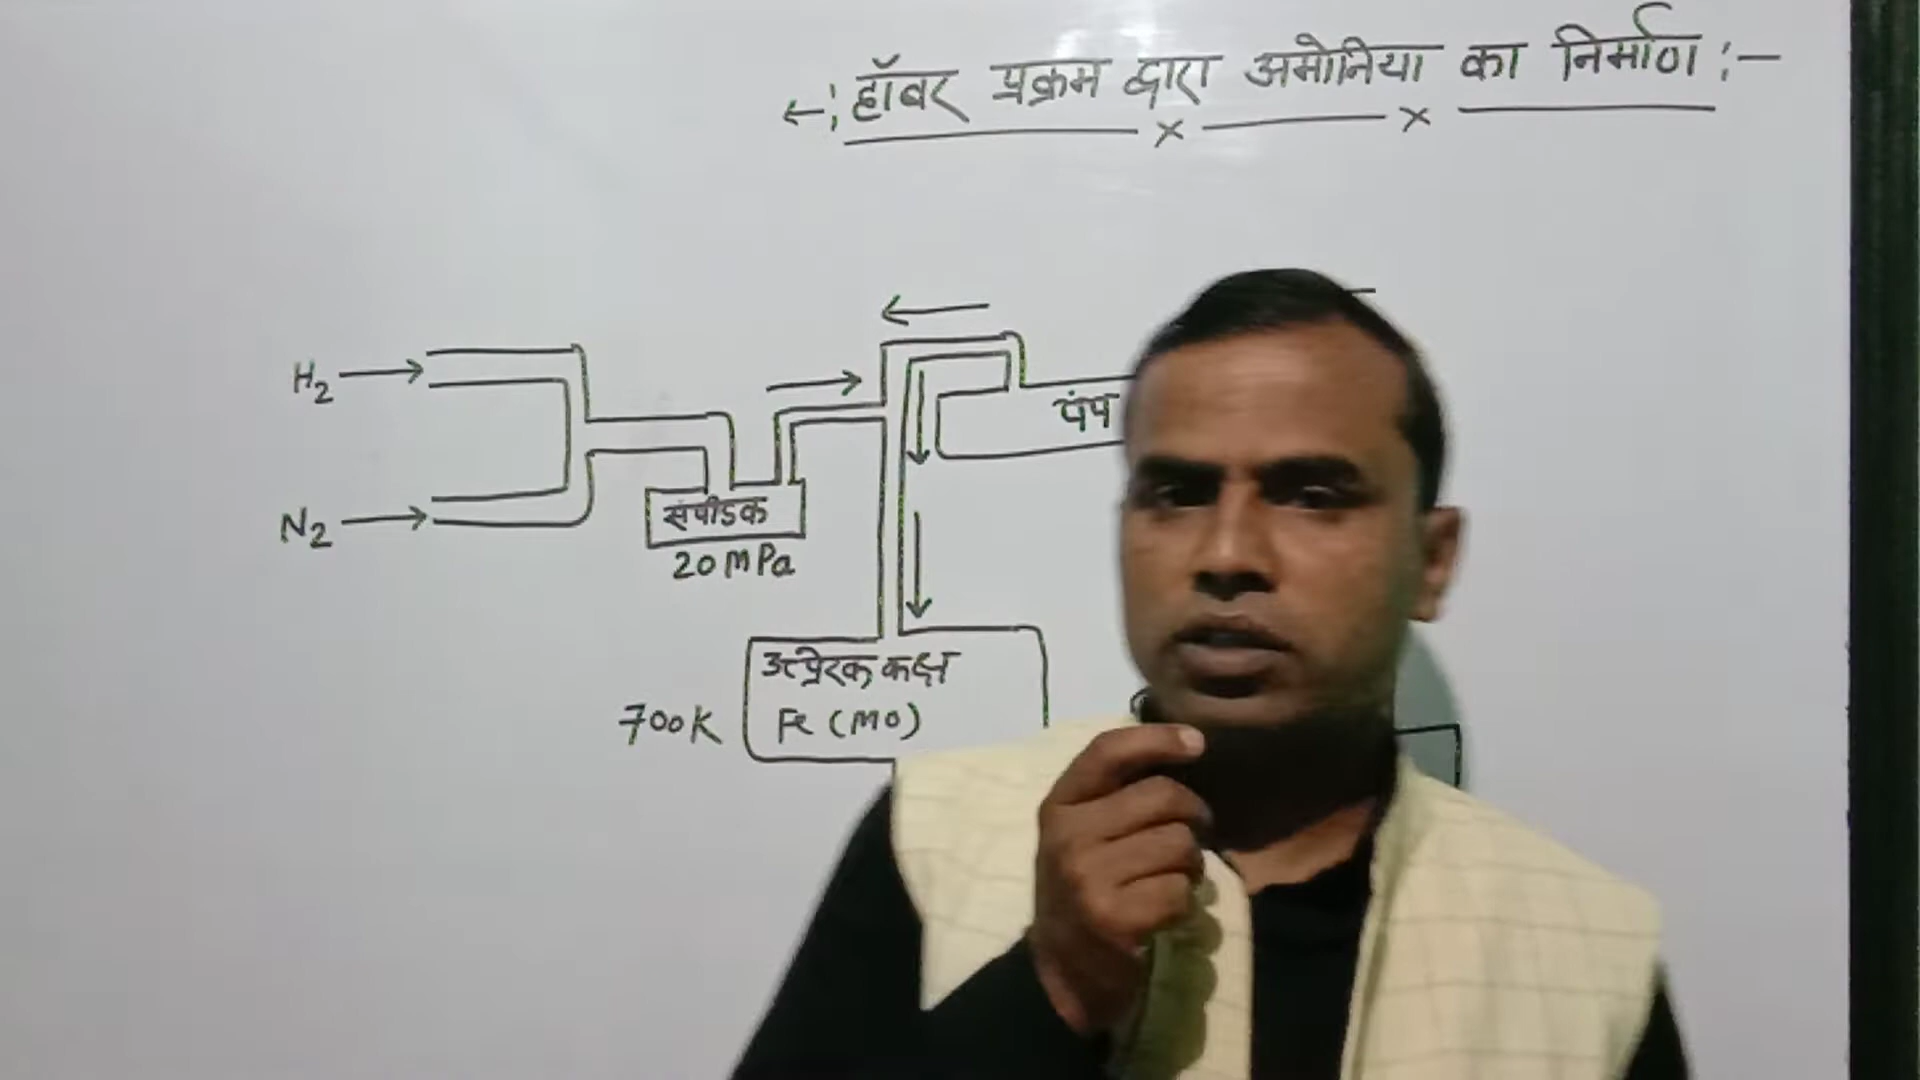 ←: हॉबर प्रक्रम द्वारा अमोनिया का निर्माण :-
H₂
पंप
N₂
संपीडक
20 mPa
उत्प्रेरक कक्ष
700K
Fe (MO)